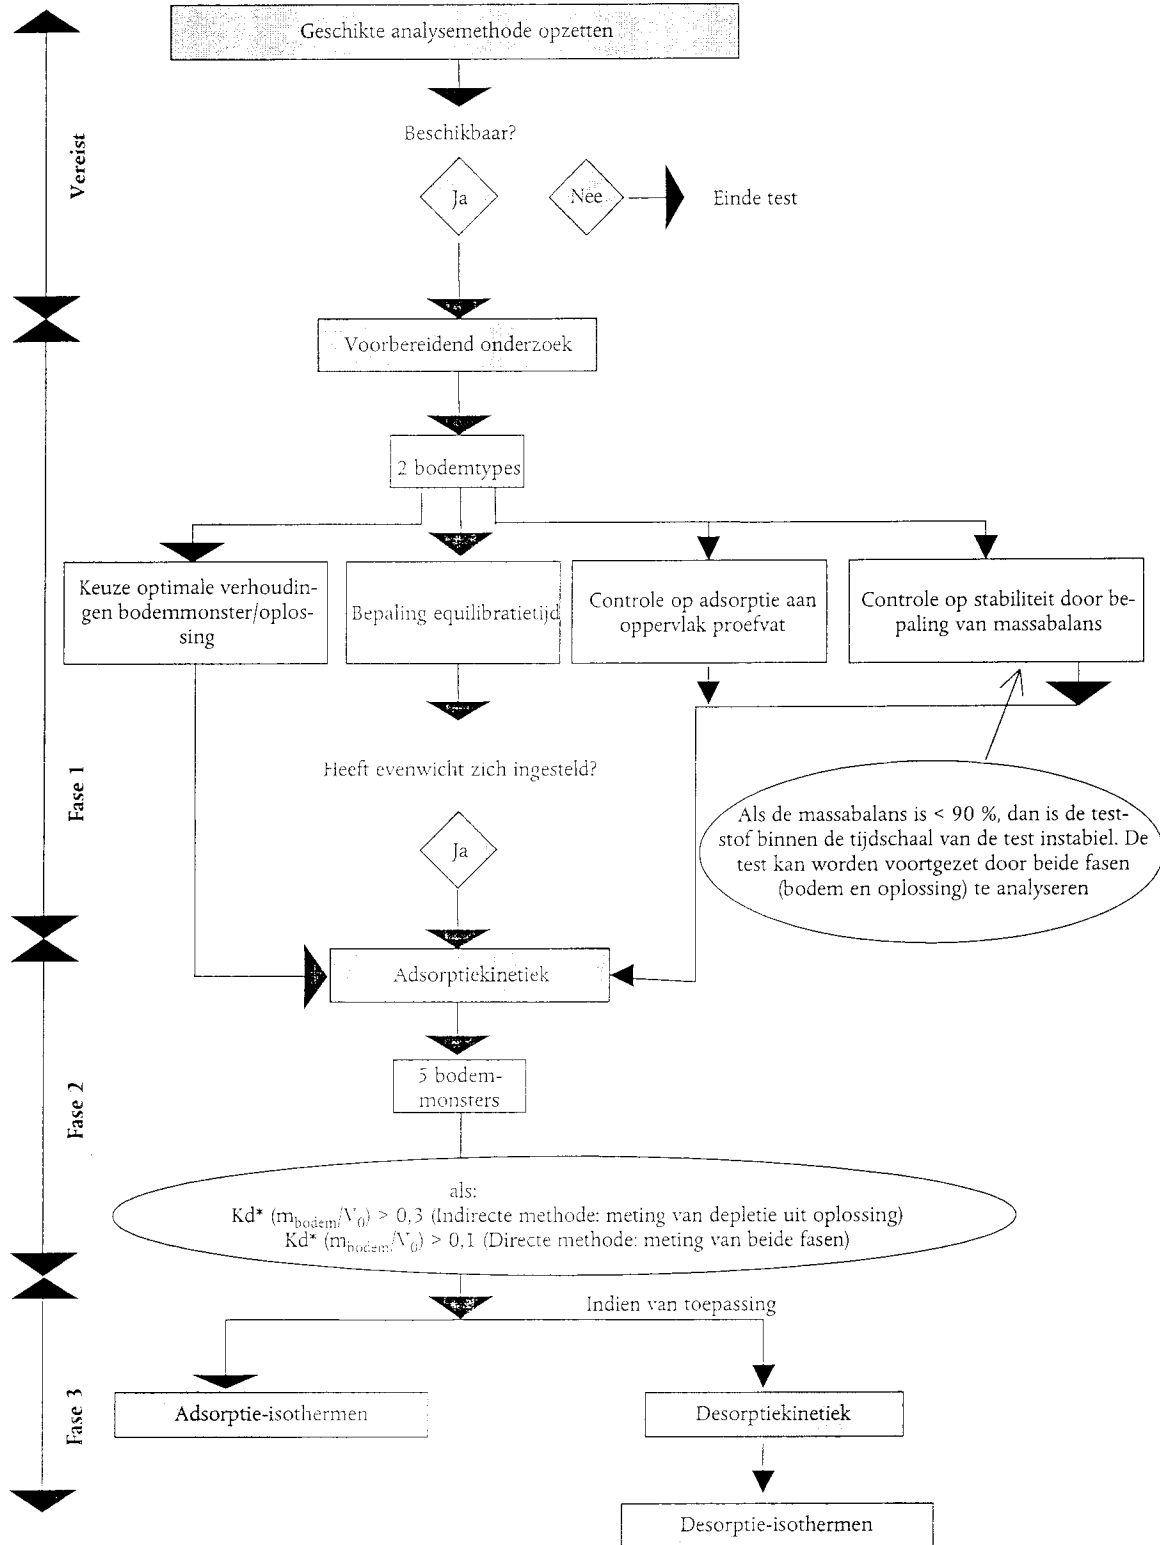 Geschikte analysemethode opzetten
Beschikbaar?
Ja
Nee
Einde test
Vereist
Voorbereidend onderzoek
2 bodemtypes
Keuze optimale verhoudin-
gen bodemmonster/oplos-
sing
Bepaling equilibratietijd
Controle op adsorptie aan
oppervlak proefvat
Controle op stabiliteit door be-
paling van massabalans
Heeft evenwicht zich ingesteld?
Ja
Als de massabalans is < 90 %, dan is de test-
stof binnen de tijdschaal van de test instabiel. De
test kan worden voortgezet door beide fasen
(bodem en oplossing) te analyseren
Fase 1
Adsorptiekinetiek
5 bodem-
monsters
Fase 2
als:
Kd* (m_bodem/V_0) > 0,3 (Indirecte methode: meting van depletie uit oplossing)
Kd* (m_bodem/V_0) > 0,1 (Directe methode: meting van beide fasen)
Indien van toepassing
Fase 3
Adsorptie-isothermen
Desorptiekinetiek
Desorptie-isothermen